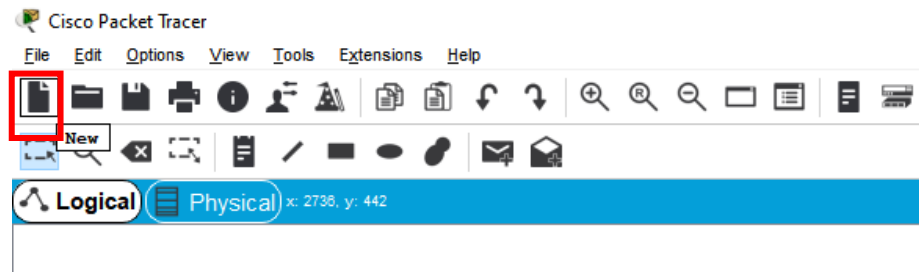 Cisco Packet Tracer
File Edit Options View Tools Extensions Help
New
Logical Physical x: 2736, y: 442